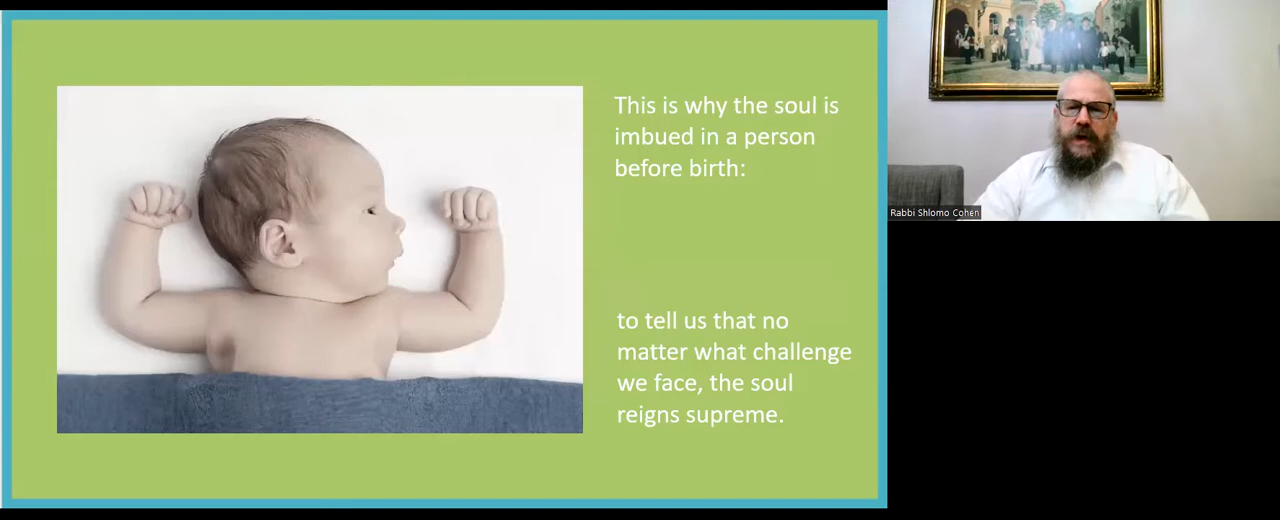 This is why the soul is
imbued in a person
before birth:
to tell us that no
matter what challenge
we face, the soul
reigns supreme.
Rabbi Shlomo Cohen